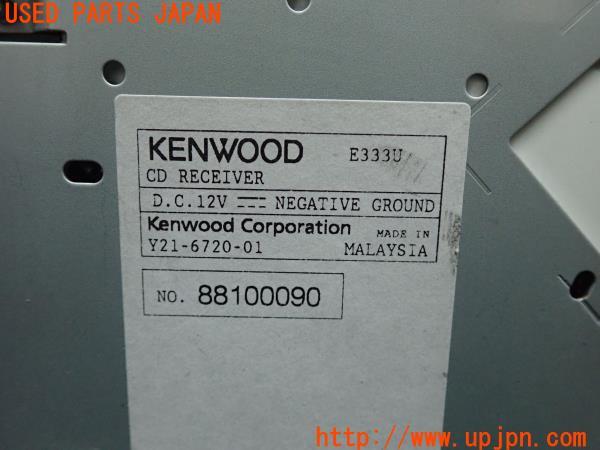 USED PARTS JAPAN
KENWOOD E333U
CD RECEIVER
D.C.12V NEGATIVE GROUND
Kenwood Corporation MADE IN
Y21-6720-01 MALAYSIA
NO. 88100090
http://www.upjpn.com/